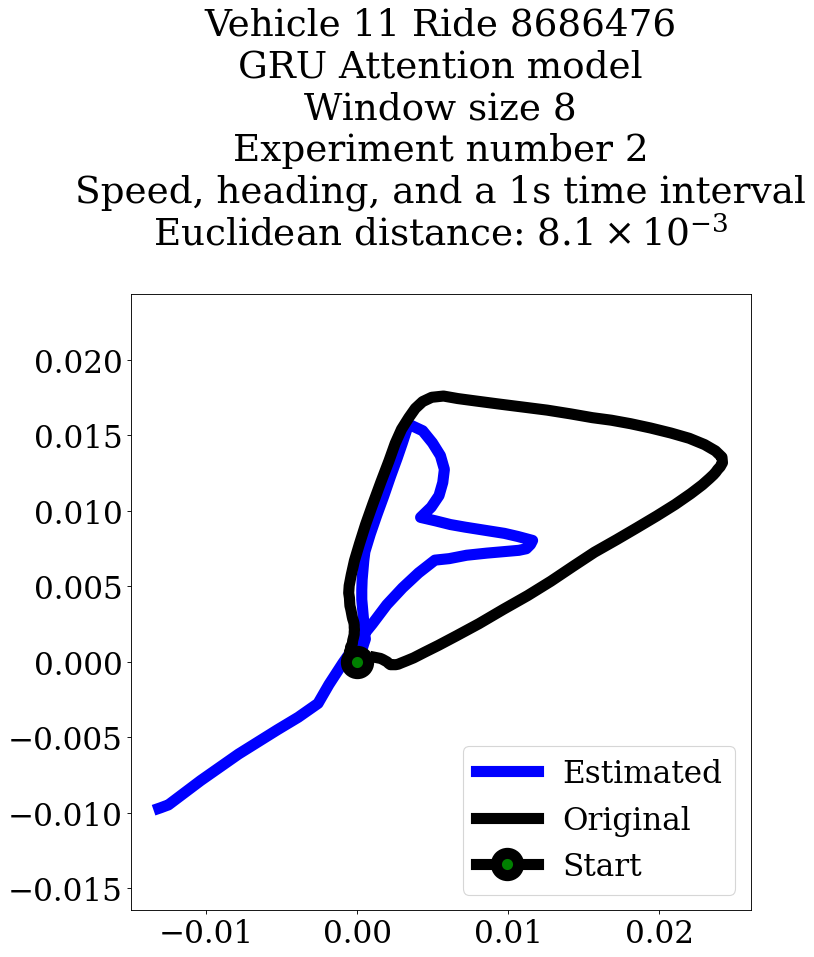 Vehicle 11 Ride 8686476
GRU Attention model
Window size 8
Experiment number 2
Speed, heading, and a 1s time interval
Euclidean distance: 8.1 × 10⁻³
0.020
0.015
0.010
0.005
0.000
−0.005
−0.010
−0.015
Estimated
Original
Start
−0.01 0.00 0.01 0.02